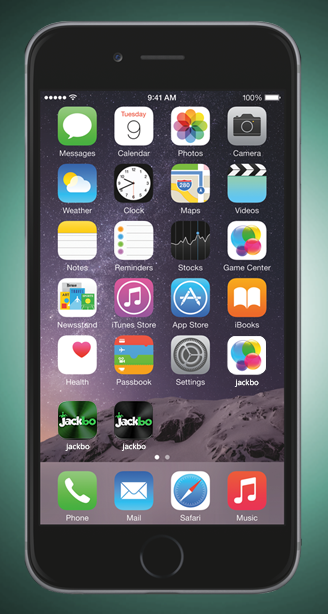 9:41 AM 100%
Tuesday
9
Messages Calendar Photos Camera
280
Weather Clock Maps Videos
Notes Reminders Stocks Game Center
Newsstand iTunes Store App Store iBooks
Health Passbook Settings jackbo
jackbo jackbo
jackbo jackbo
Phone Mail Safari Music